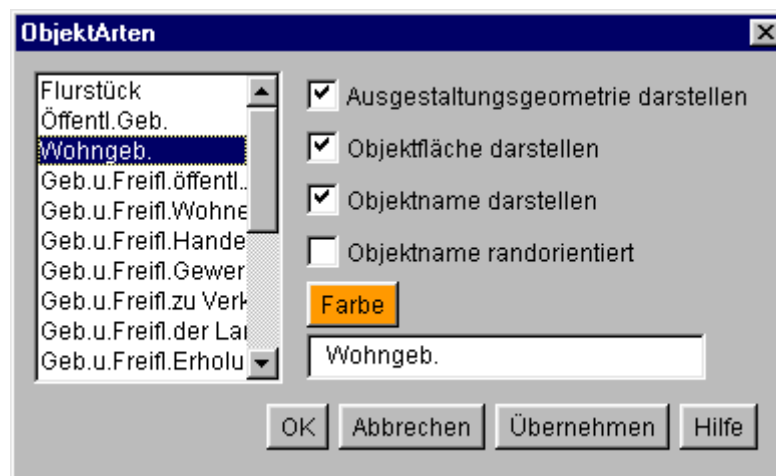 ObjektArten
Flurstück
Öffentl.Geb.
Wohngeb.
Geb.u.Freifl.öffentl..
Geb.u.Freifl.Wohne
Geb.u.Freifl.Hande
Geb.u.Freifl.Gewer
Geb.u.Freifl.zu Verk
Geb.u.Freifl.der Lan
Geb.u.Freifl.Erholu
Ausgestaltungsgeometrie darstellen
Objektfläche darstellen
Objektname darstellen
Objektname randorientiert
Farbe
Wohngeb.
OK Abbrechen Übernehmen Hilfe